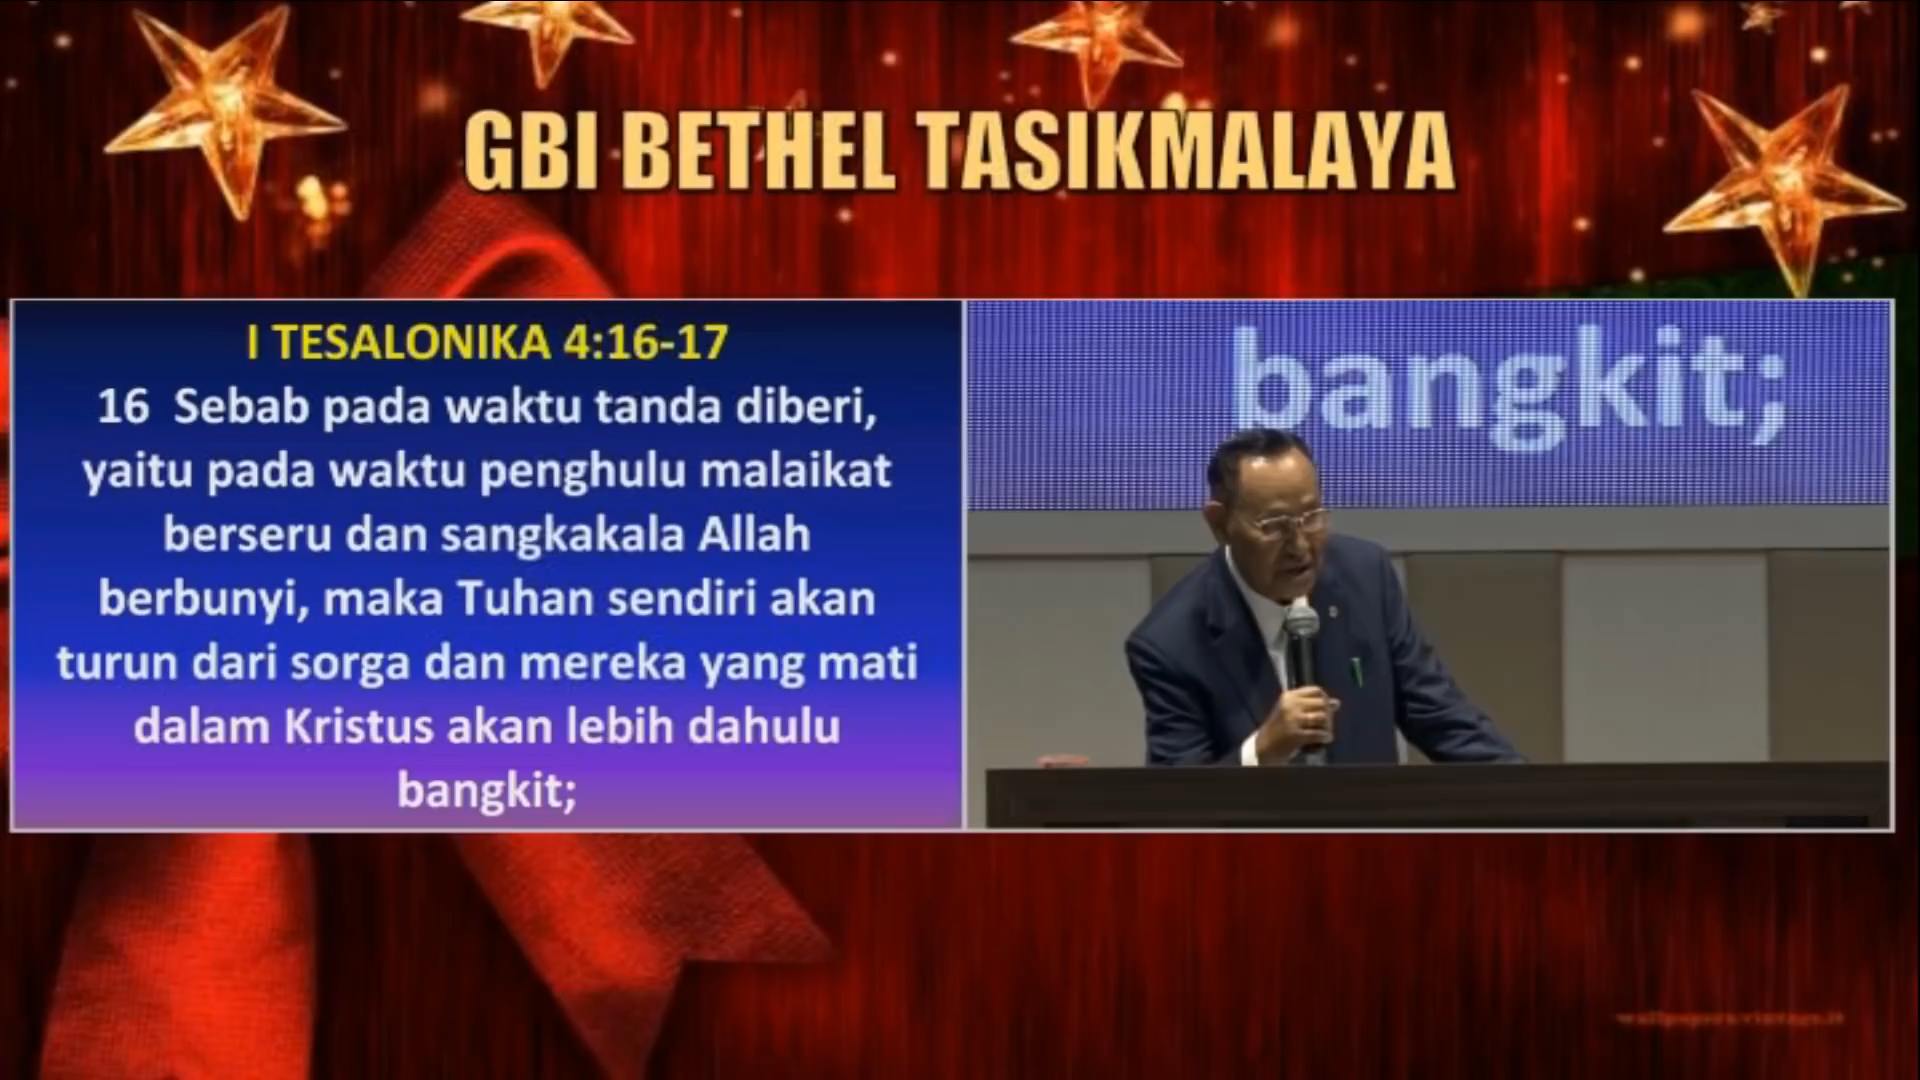 GBI BETHEL TASIKMALAYA
I TESALONIKA 4:16-17
16 Sebab pada waktu tanda diberi,
yaitu pada waktu penghulu malaikat
berseru dan sangkakala Allah
berbunyi, maka Tuhan sendiri akan
turun dari sorga dan mereka yang mati
dalam Kristus akan lebih dahulu
bangkit;
bangkit;